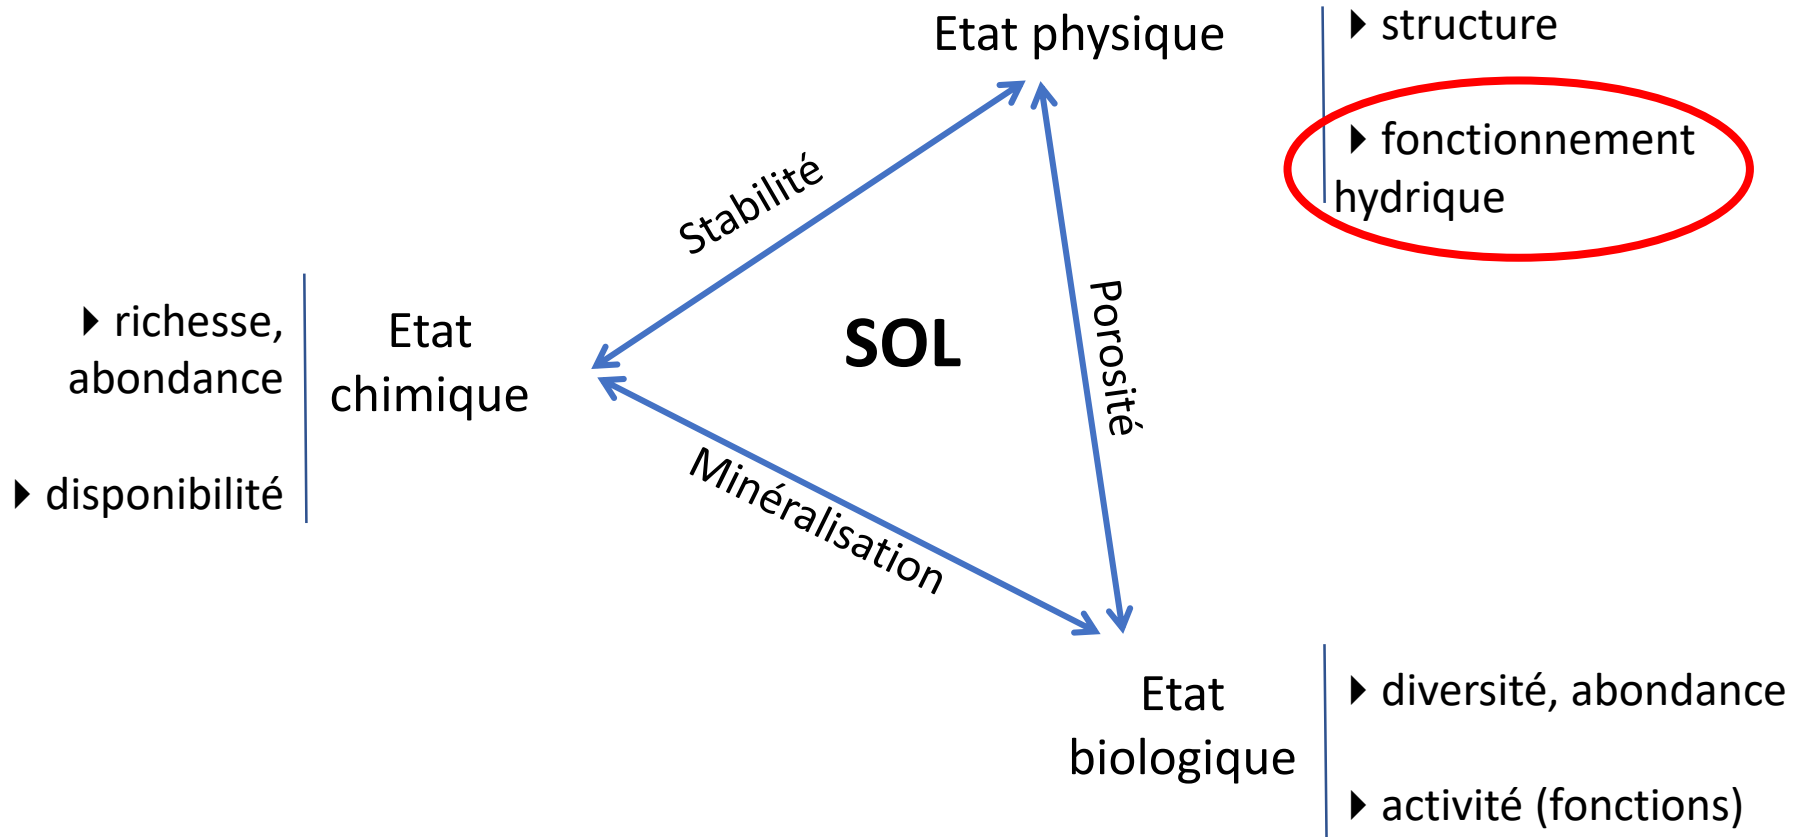 Etat physique
▸ structure
▸ fonctionnement
hydrique
Stabilité
Porosité
SOL
▸ richesse,
abondance
▸ disponibilité
Etat
chimique
Minéralisation
Etat
biologique
▸ diversité, abondance
▸ activité (fonctions)